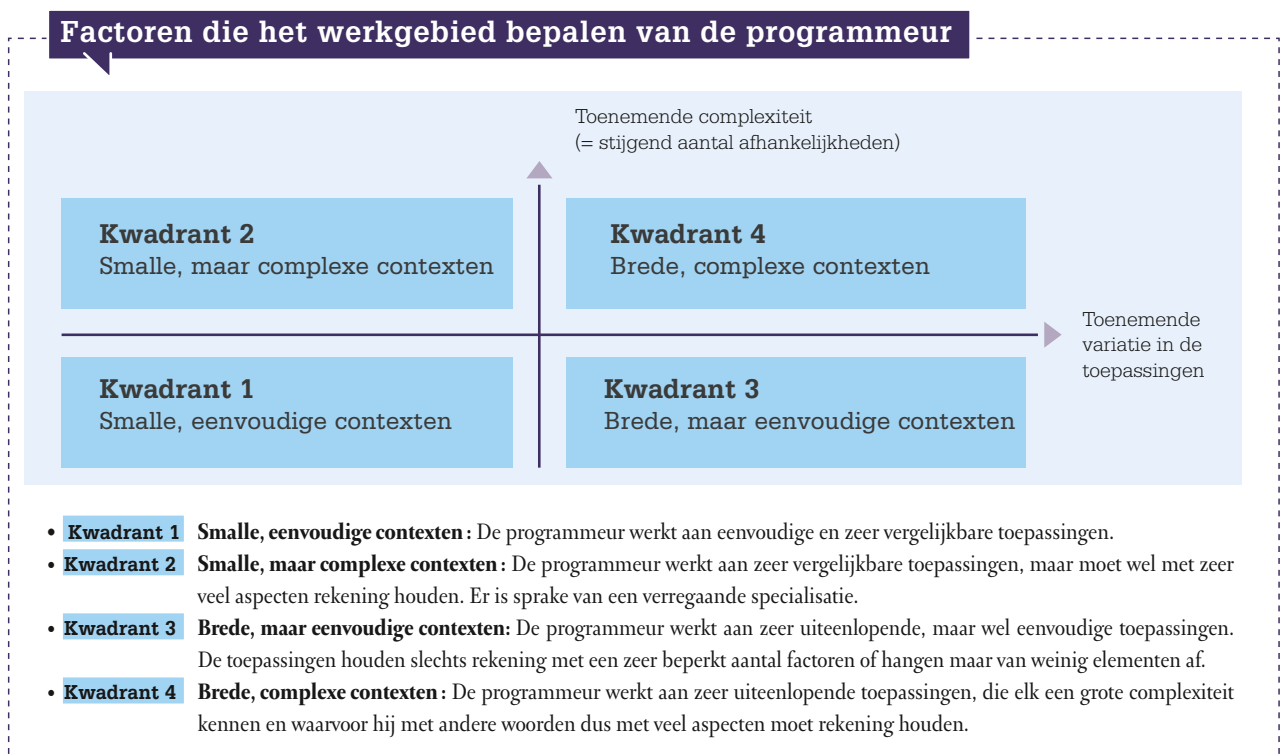 Factoren die het werkgebied bepalen van de programmeur
Toenemende complexiteit
(= stijgend aantal afhankelijkheden)
Kwadrant 2
Smalle, maar complexe contexten
Kwadrant 4
Brede, complexe contexten
Toenemende
variatie in de
toepassingen
Kwadrant 1
Smalle, eenvoudige contexten
Kwadrant 3
Brede, maar eenvoudige contexten
• Kwadrant 1 Smalle, eenvoudige contexten : De programmeur werkt aan eenvoudige en zeer vergelijkbare toepassingen.
• Kwadrant 2 Smalle, maar complexe contexten : De programmeur werkt aan zeer vergelijkbare toepassingen, maar moet wel met zeer
veel aspecten rekening houden. Er is sprake van een verregaande specialisatie.
• Kwadrant 3 Brede, maar eenvoudige contexten: De programmeur werkt aan zeer uiteenlopende, maar wel eenvoudige toepassingen.
De toepassingen houden slechts rekening met een zeer beperkt aantal factoren of hangen maar van weinig elementen af.
• Kwadrant 4 Brede, complexe contexten : De programmeur werkt aan zeer uiteenlopende toepassingen, die elk een grote complexiteit
kennen en waarvoor hij met andere woorden dus met veel aspecten moet rekening houden.